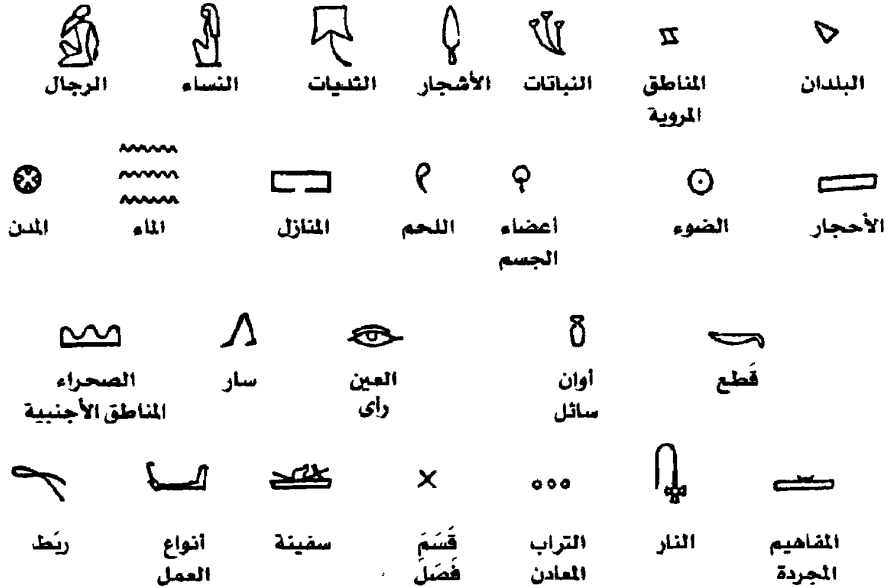 البلدان المناطق النباتات الأشجار الثديات النساء الرجال
المروية
الأحجار الضوء أعضاء اللحم المنازل الماء المدن
الجسم
قَطع أوان العين سار الصحراء
سائل رأى المناطق الأجنبية
المفاهيم النار التراب قَسَمَ سفينة أنواع ربَط
المجردة المعادن فَصَلَ العمل